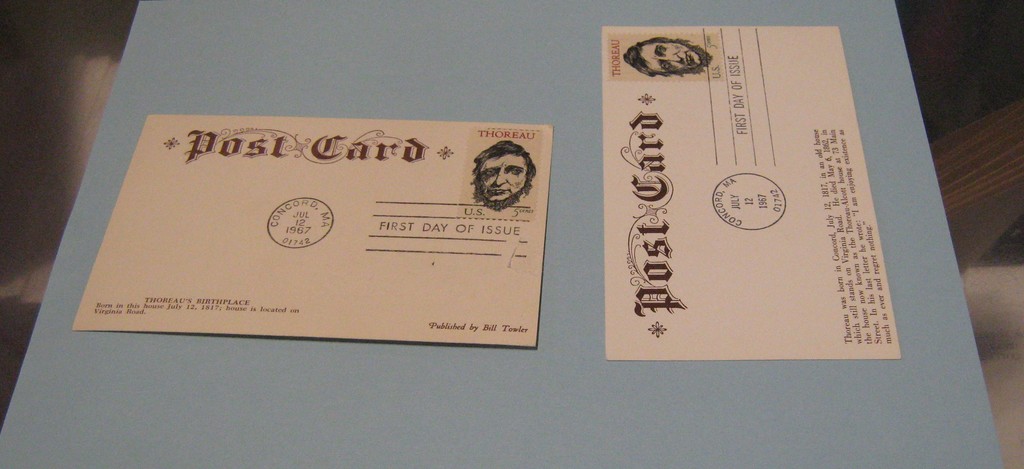 Post Card
THOREAU
U.S. 5 CENTS
CONCORD, MA
JUL
12
1967
01742
FIRST DAY OF ISSUE
THOREAU'S BIRTHPLACE
Born in this house July 12, 1817; house is located on
Virginia Road.
Published by Bill Towler
Post Card
THOREAU
U.S. 5 CENTS
CONCORD, MA
JULY
12
1967
01742
FIRST DAY OF ISSUE
Thoreau was born in Concord, July 12, 1817, in an old house
which still stands on Virginia Road. He died May 6, 1862, in
the house now known as the Thoreau-Alcott house at 73 Main
Street. In his last letter he wrote: "I am enjoying existence as
much as ever and regret nothing."